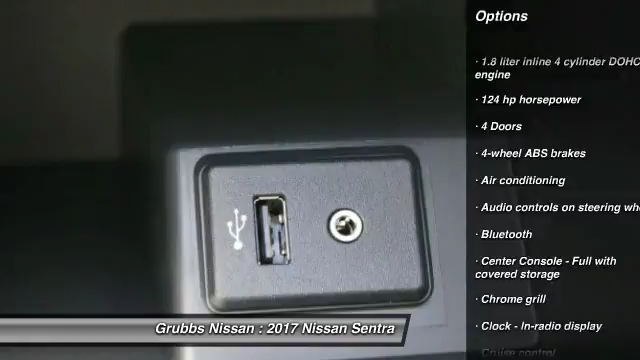 Options
· 1.8 liter inline 4 cylinder DOHC
engine
· 124 hp horsepower
· 4 Doors
· 4-wheel ABS brakes
· Air conditioning
· Audio controls on steering
· Bluetooth
· Center Console - Full with
covered storage
· Chrome grill
· Clock - In-radio display
· Cruise control
Grubbs Nissan : 2017 Nissan Sentra